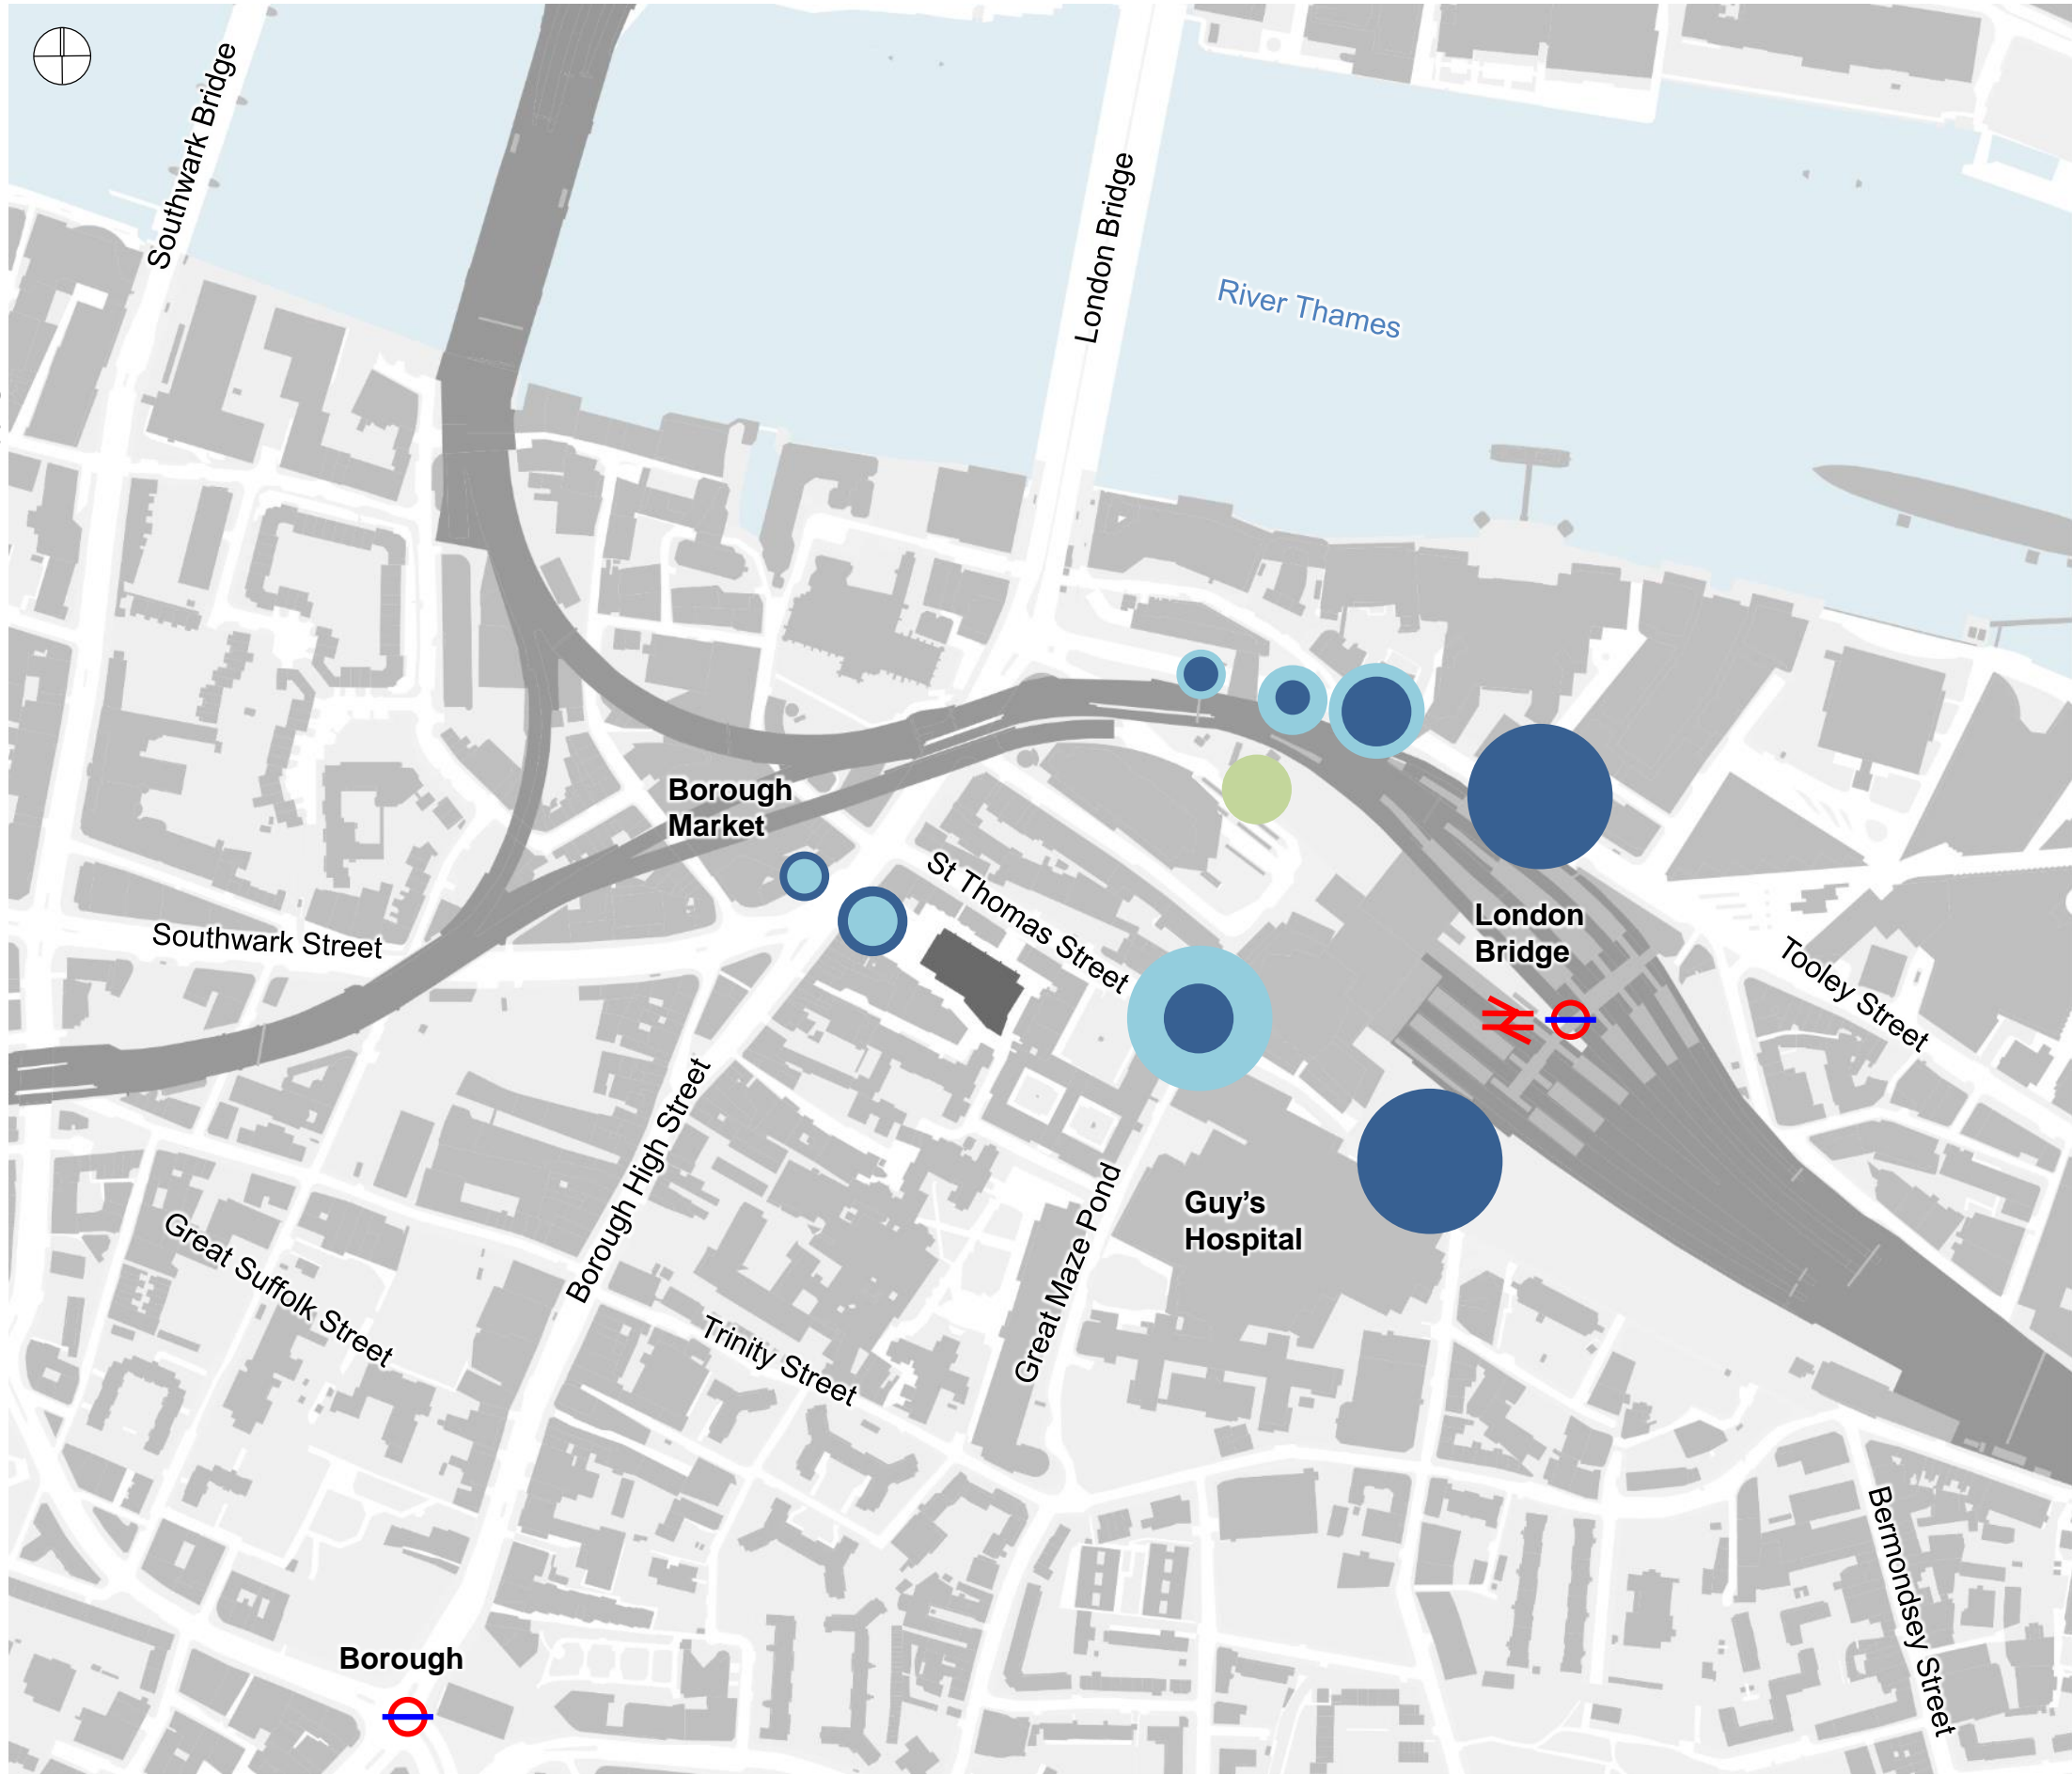 Southwark Bridge
London Bridge
River Thames
Borough
Market
St Thomas Street
Southwark Street
London
Bridge
Tooley Street
Borough High Street
Great Maze Pond
Guy’s
Hospital
Great Suffolk Street
Trinity Street
Bermondsey Street
Borough